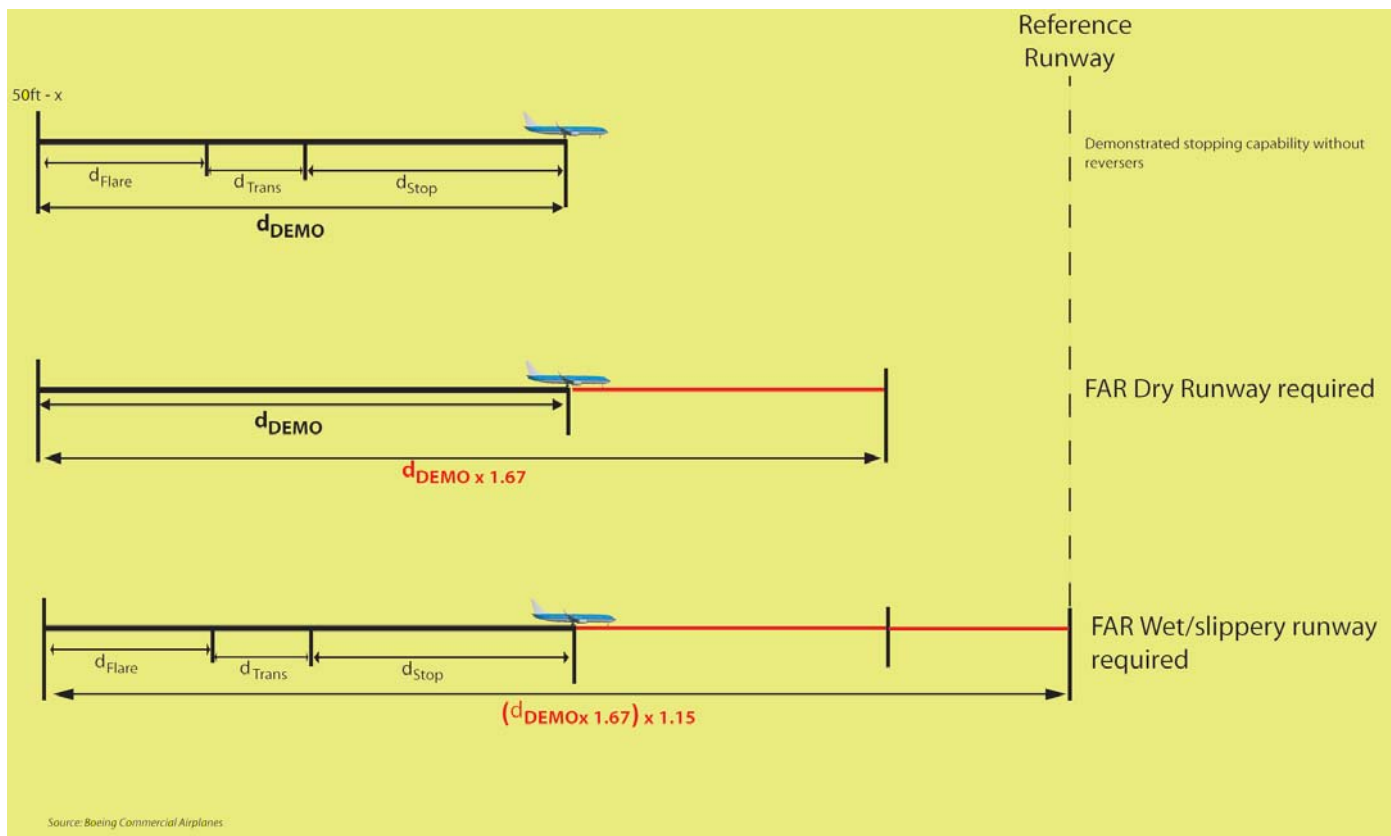 Reference
Runway
50ft - x
Demonstrated stopping capability without
reversers
dFlare
dTrans
dStop
dDEMO
FAR Dry Runway required
dDEMO
dDEMO x 1.67
FAR Wet/slippery runway
required
dFlare
dTrans
dStop
(dDEMOx 1.67) x 1.15
Source: Boeing Commercial Airplanes